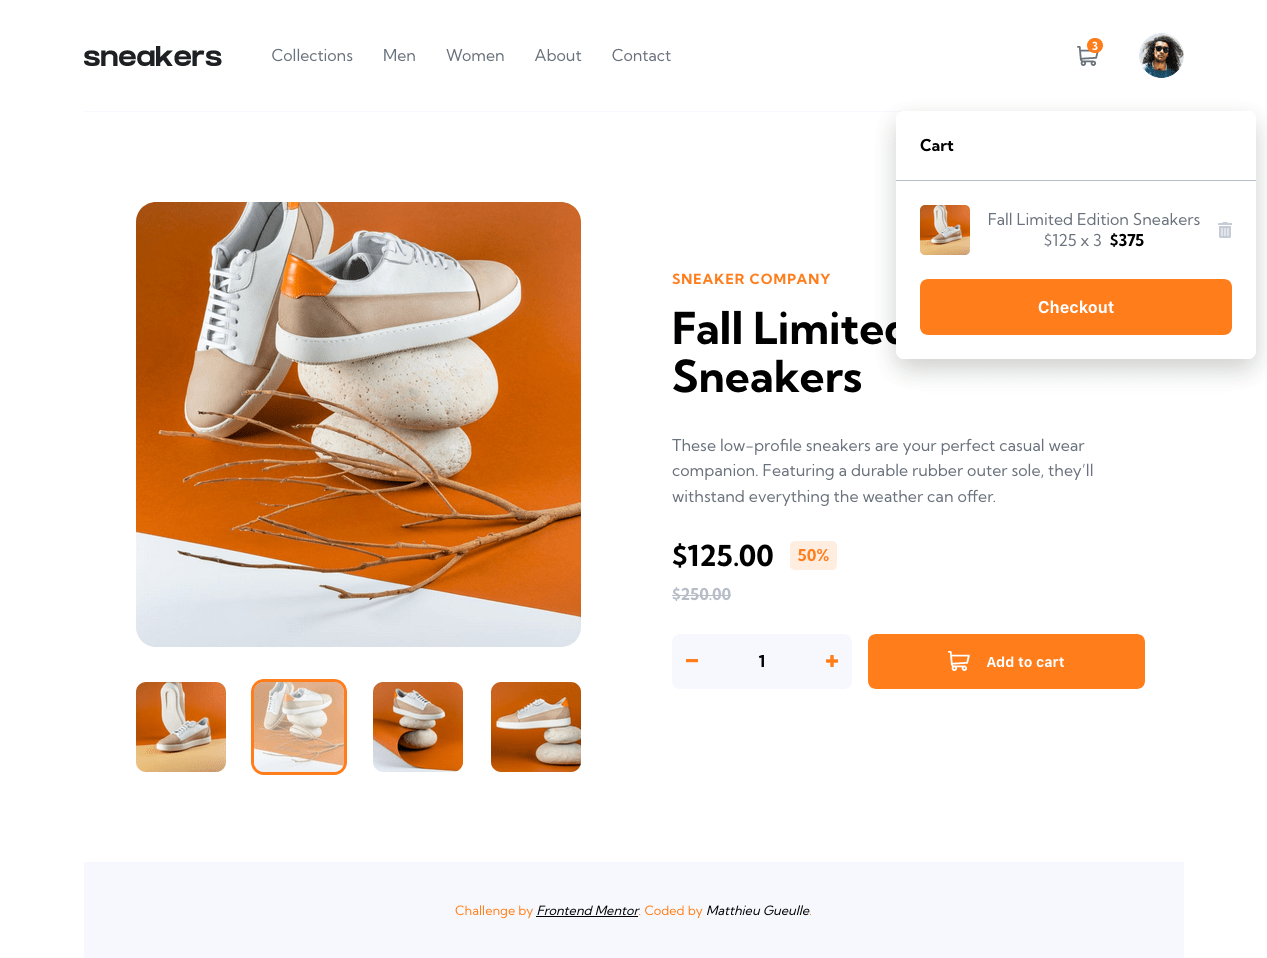 sneakers
Collections
Men
Women
About
Contact
3
Cart
Fall Limited Edition Sneakers
$125 x 3 $375
Checkout
SNEAKER COMPANY
Fall Limited
Sneakers
These low-profile sneakers are your perfect casual wear
companion. Featuring a durable rubber outer sole, they’ll
withstand everything the weather can offer.
$125.00 50%
$250.00
1
Add to cart
Challenge by Frontend Mentor. Coded by Matthieu Gueulle.